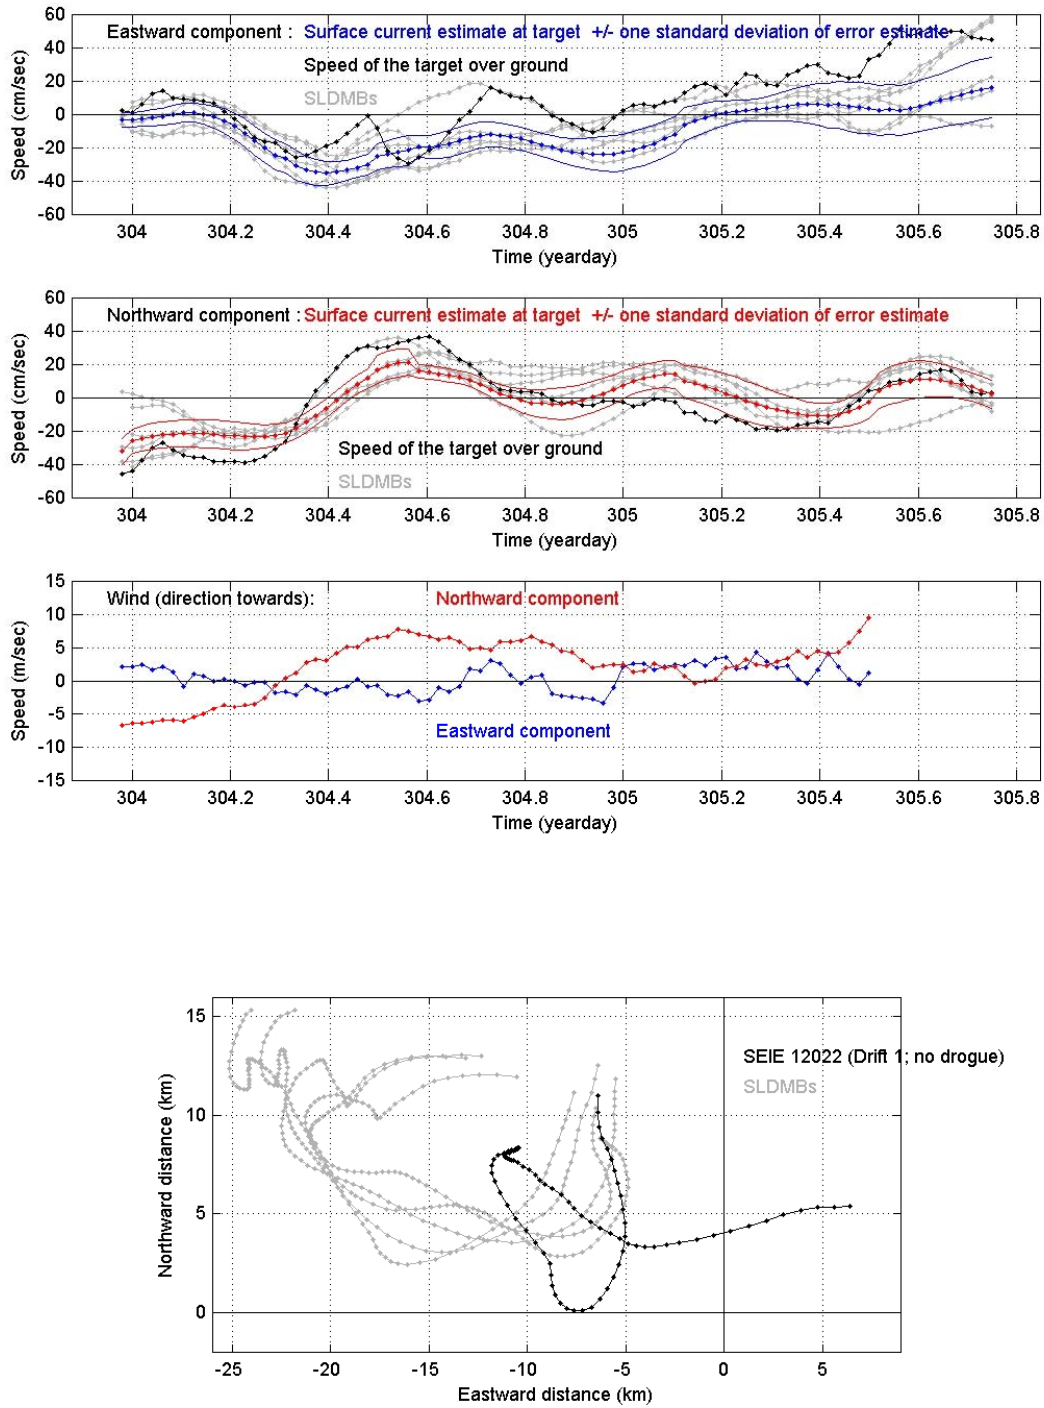 Eastward component : Surface current estimate at target +/- one standard deviation of error estimate
Speed of the target over ground
SLDMBs
60
40
20
0
-20
-40
-60
Speed (cm/sec)
304 304.2 304.4 304.6 304.8 305 305.2 305.4 305.6 305.8
Time (yearday)
Northward component : Surface current estimate at target +/- one standard deviation of error estimate
60
40
20
0
-20
-40
-60
Speed (cm/sec)
Speed of the target over ground
SLDMBs
304 304.2 304.4 304.6 304.8 305 305.2 305.4 305.6 305.8
Time (yearday)
Wind (direction towards): Northward component
Eastward component
15
10
5
0
-5
-10
-15
Speed (m/sec)
304 304.2 304.4 304.6 304.8 305 305.2 305.4 305.6 305.8
Time (yearday)
15
10
5
0
Northward distance (km)
SEIE 12022 (Drift 1; no drogue)
SLDMBs
-25 -20 -15 -10 -5 0 5
Eastward distance (km)